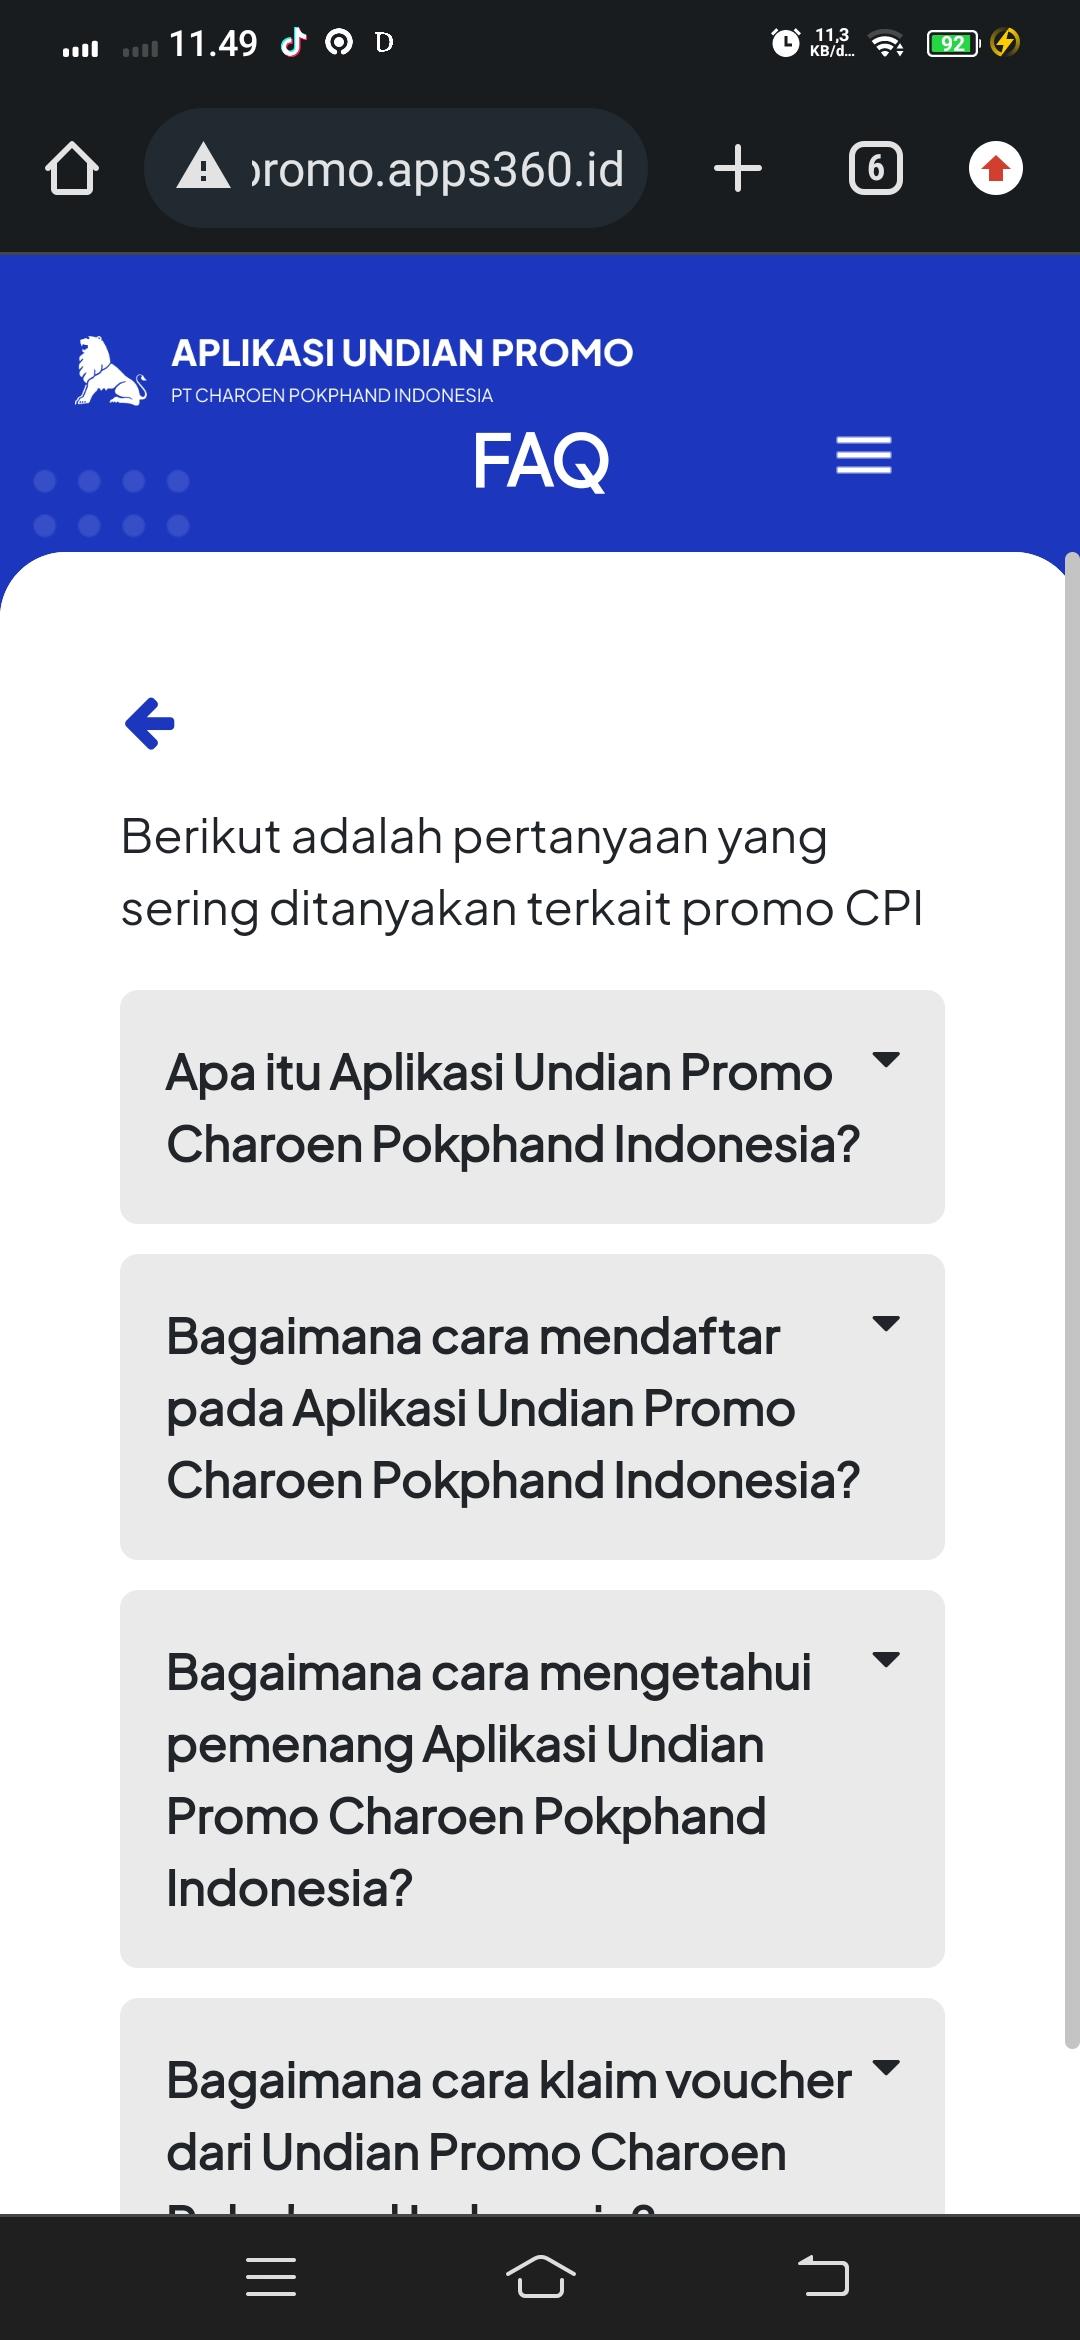 11.49
D
11,3
KB/d...
92
promo.apps360.id
6
APLIKASI UNDIAN PROMO
PT CHAROEN POKPHAND INDONESIA
FAQ
Berikut adalah pertanyaan yang
sering ditanyakan terkait promo CPI
Apa itu Aplikasi Undian Promo
Charoen Pokphand Indonesia?
Bagaimana cara mendaftar
pada Aplikasi Undian Promo
Charoen Pokphand Indonesia?
Bagaimana cara mengetahui
pemenang Aplikasi Undian
Promo Charoen Pokphand
Indonesia?
Bagaimana cara klaim voucher
dari Undian Promo Charoen